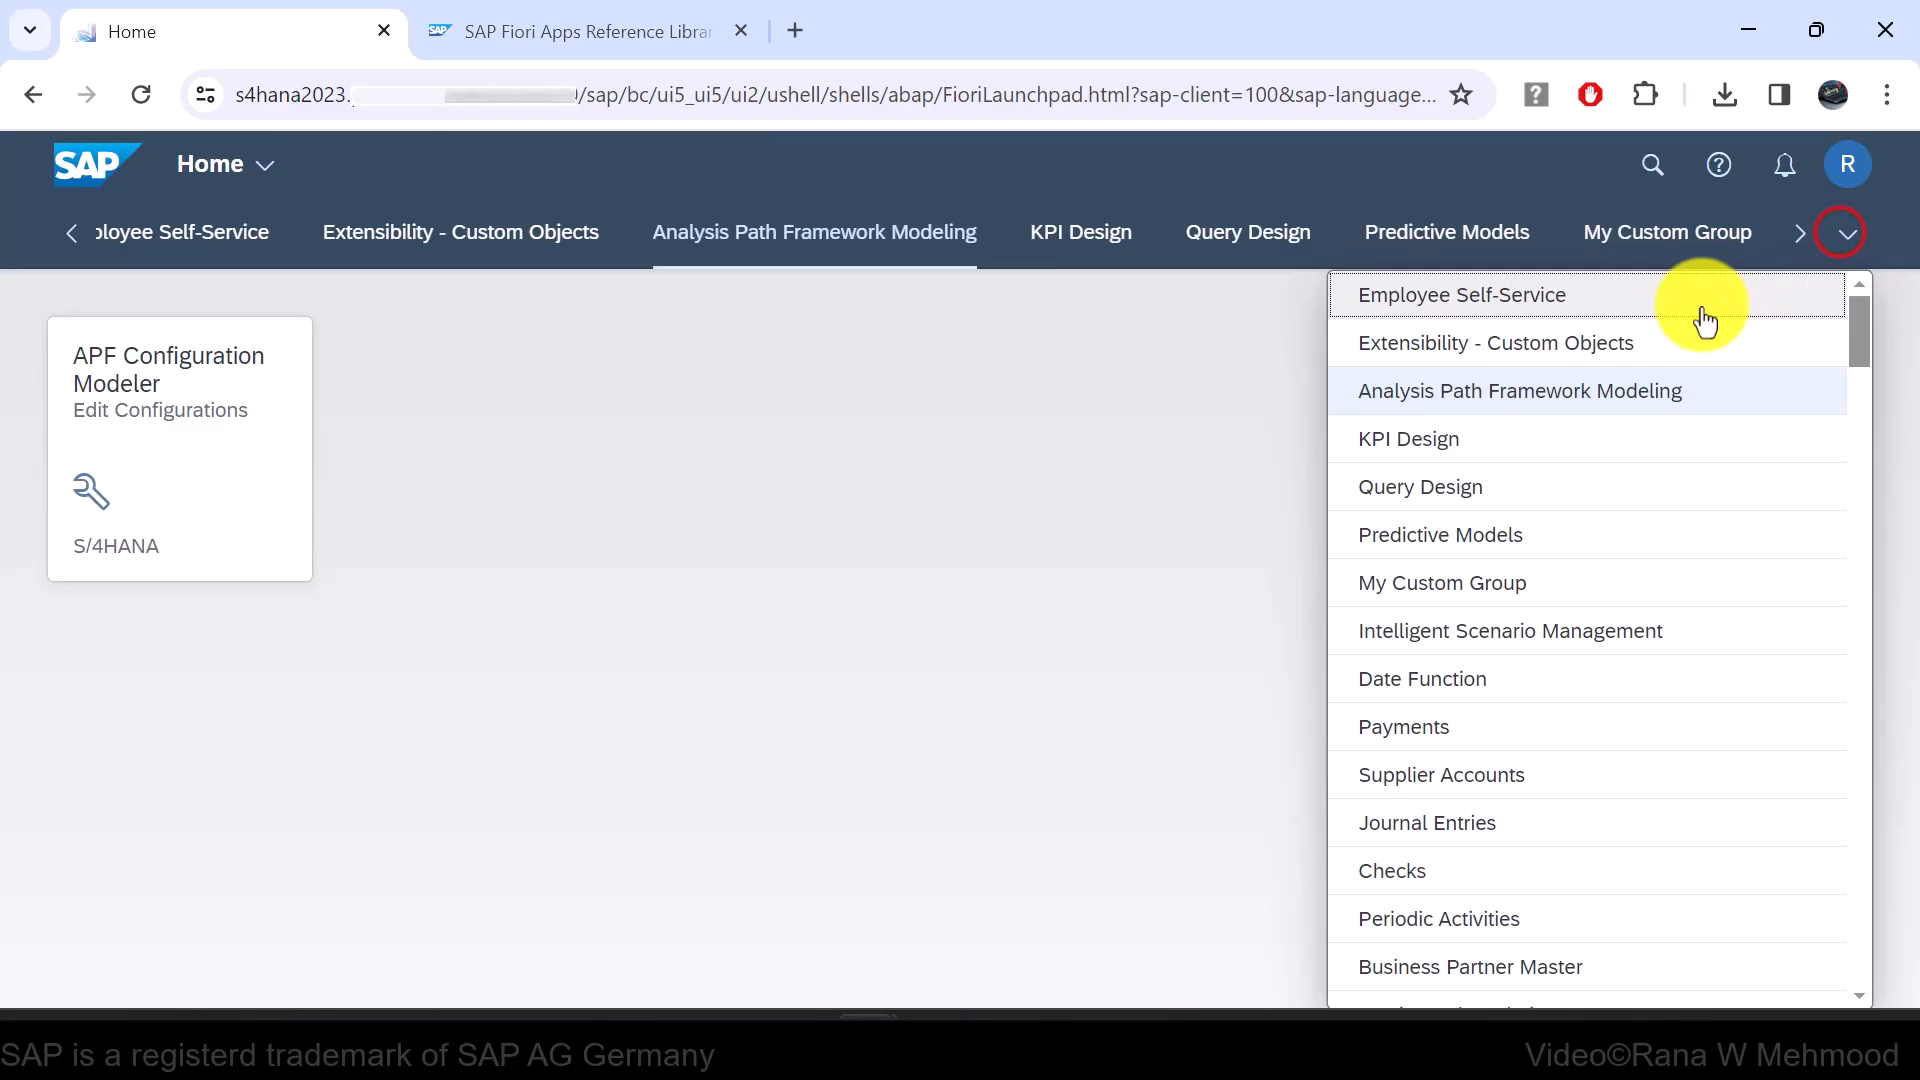 Home
SAP SAP Fiori Apps Reference Librar
s4hana2023.
/sap/bc/ui5_ui5/ui2/ushell/shells/abap/FioriLaunchpad.html?sap-client=100&sap-language...
SAP
Home
R
ployee Self-Service
Extensibility - Custom Objects
Analysis Path Framework Modeling
KPI Design
Query Design
Predictive Models
My Custom Group
APF Configuration
Modeler
Edit Configurations
S/4HANA
Employee Self-Service
Extensibility - Custom Objects
Analysis Path Framework Modeling
KPI Design
Query Design
Predictive Models
My Custom Group
Intelligent Scenario Management
Date Function
Payments
Supplier Accounts
Journal Entries
Checks
Periodic Activities
Business Partner Master
SAP is a registerd trademark of SAP AG Germany
Video©Rana W Mehmood